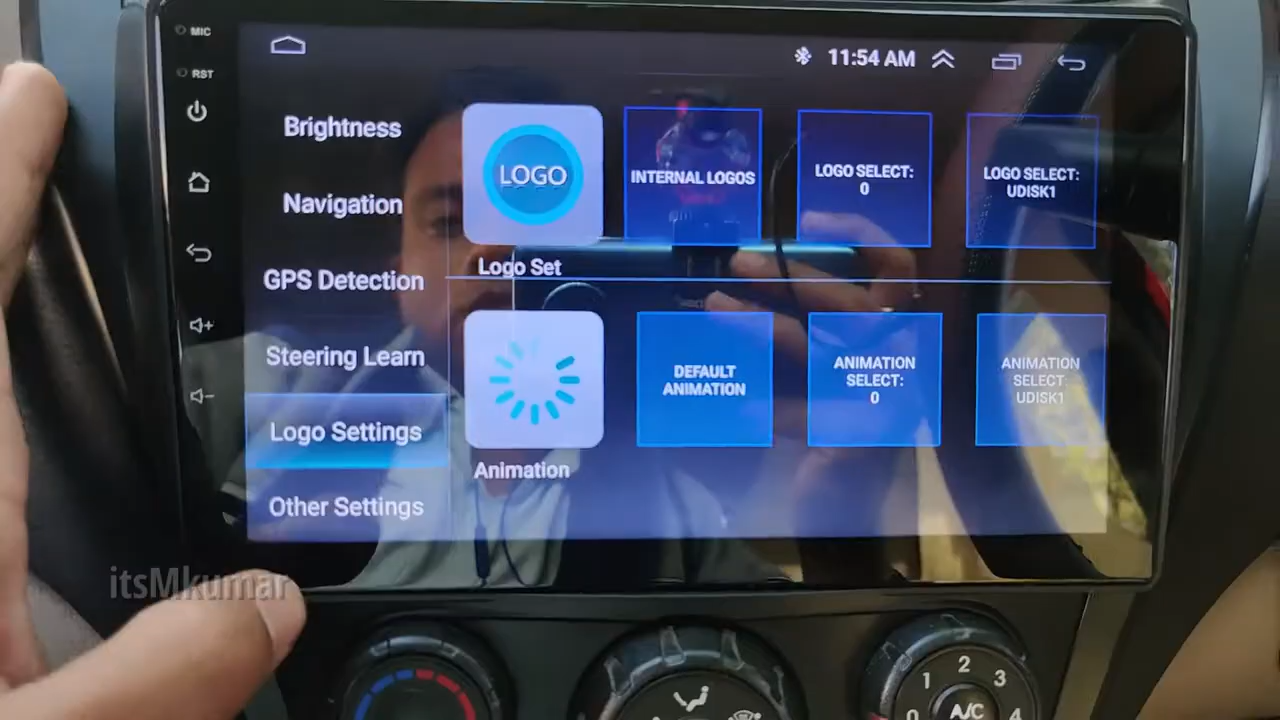 MIC
RST
11:54 AM
Brightness
Navigation
GPS Detection
Steering Learn
Logo Settings
Other Settings
LOGO
Logo Set
INTERNAL LOGOS
LOGO SELECT:
0
LOGO SELECT:
UDISK1
Animation
DEFAULT
ANIMATION
ANIMATION
SELECT:
0
ANIMATION
SELECT:
UDISK1
itsMkumar
0
1
2
3
4
A/C